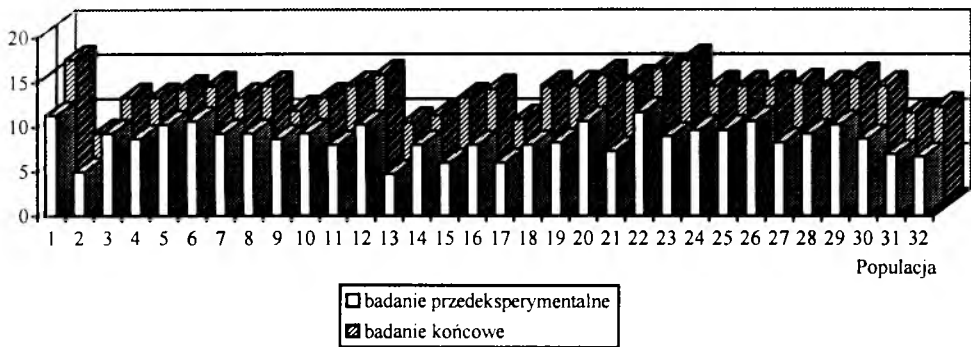 20
15
10
5
0
1 2 3 4 5 6 7 8 9 10 11 12 13 14 15 16 17 18 19 20 21 22 23 24 25 26 27 28 29 30 31 32
Populacja
badanie przedeksperymentalne
badanie końcowe